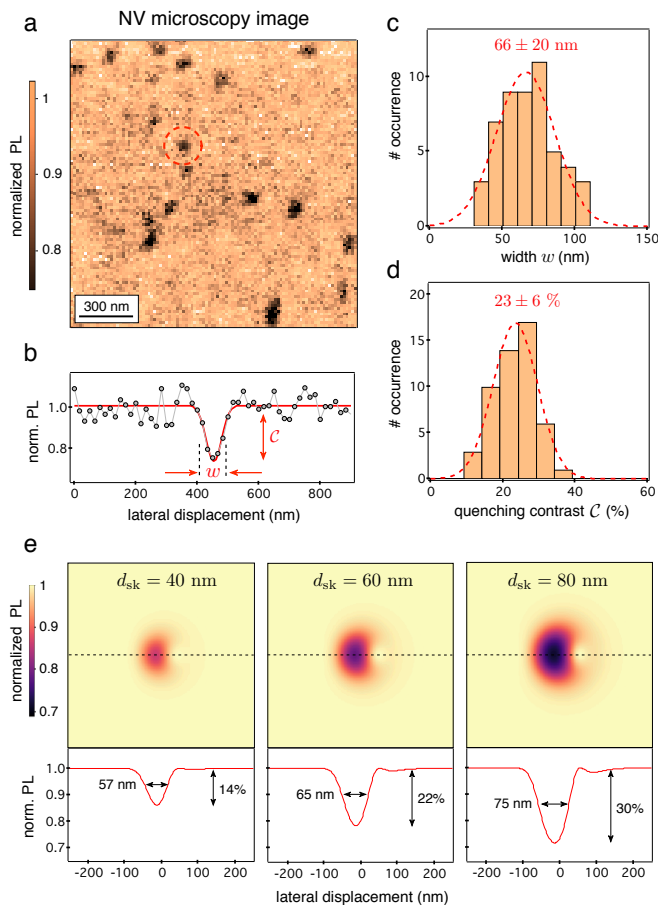 a
NV microscopy image
normalized PL
1
0.9
0.8
300 nm
b
norm. PL
1.0
0.8
C
w
0 200 400 600 800
lateral displacement (nm)
c
66 ± 20 nm
# occurrence
10
5
0
0 50 100 150
width w (nm)
d
23 ± 6 %
# occurrence
20
15
10
5
0
0 20 40 60
quenching contrast C (%)
e
normalized PL
1
0.9
0.8
0.7
d_sk = 40 nm
d_sk = 60 nm
d_sk = 80 nm
norm. PL
1.0
0.9
0.8
0.7
57 nm
14%
65 nm
22%
75 nm
30%
-200 -100 0 100 200
-200 -100 0 100 200
-200 -100 0 100 200
lateral displacement (nm)